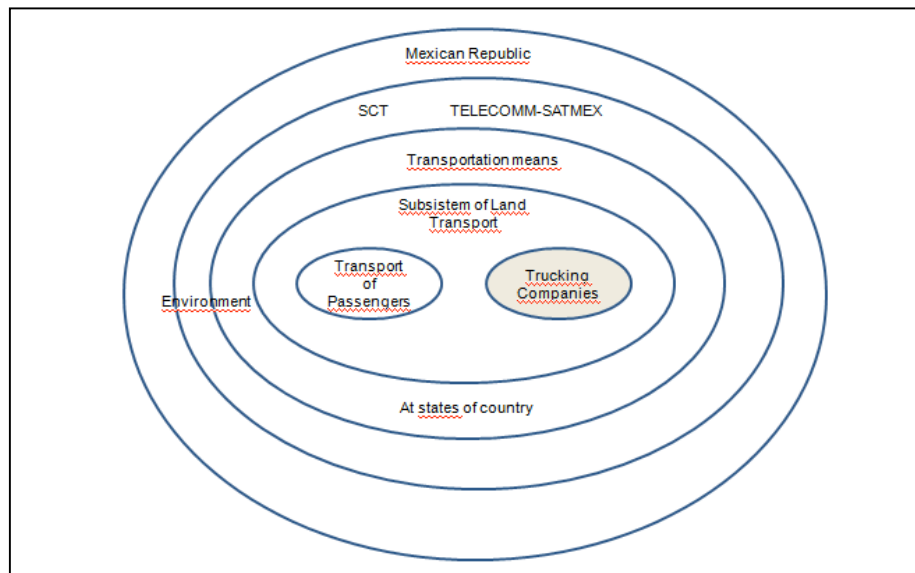 Mexican Republic
SCT TELECOMM-SATMEX
Transportation means
Subsistem of Land
Transport
Transport
of
Passengers
Trucking
Companies
Environment
At states of country